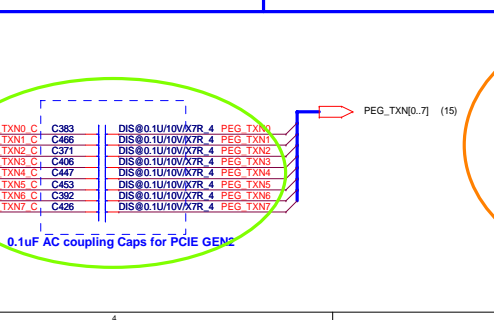 PEG_TXN[0..7] (15)
TXN0_C C383 DIS@0.1U/10V/X7R_4 PEG_TXN0
TXN1_C C466 DIS@0.1U/10V/X7R_4 PEG_TXN1
TXN2_C C371 DIS@0.1U/10V/X7R_4 PEG_TXN2
TXN3_C C406 DIS@0.1U/10V/X7R_4 PEG_TXN3
TXN4_C C447 DIS@0.1U/10V/X7R_4 PEG_TXN4
TXN5_C C453 DIS@0.1U/10V/X7R_4 PEG_TXN5
TXN6_C C392 DIS@0.1U/10V/X7R_4 PEG_TXN6
TXN7_C C426 DIS@0.1U/10V/X7R_4 PEG_TXN7
0.1uF AC coupling Caps for PCIE GEN2
4